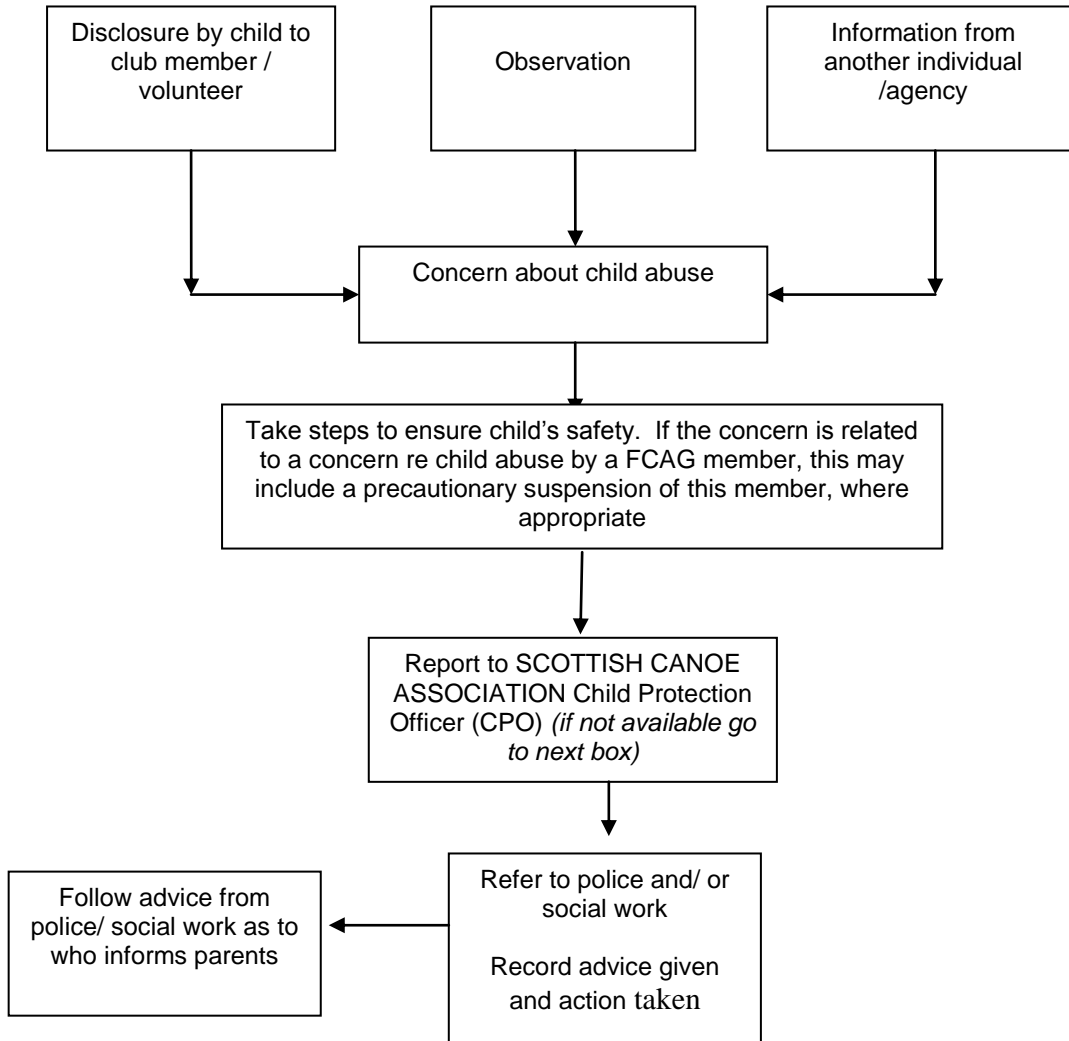 Disclosure by child to
club member /
volunteer
Observation
Information from
another individual
/agency
Concern about child abuse
Take steps to ensure child’s safety.  If the concern is related
to a concern re child abuse by a FCAG member, this may
include a precautionary suspension of this member, where
appropriate
Report to SCOTTISH CANOE
ASSOCIATION Child Protection
Officer (CPO) (if not available go
to next box)
Refer to police and/ or
social work
Record advice given
and action taken
Follow advice from
police/ social work as to
who informs parents